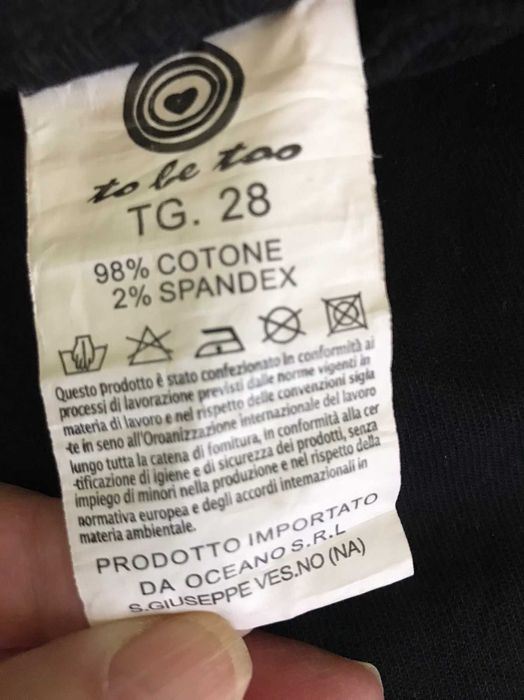 to be too
TG. 28
98% COTONE
2% SPANDEX
Questo prodotto è stato confezionato in conformità ai
processi di lavorazione previsti dalle norme vigenti in
materia di lavoro e nel rispetto delle convenzioni sigla
-te in seno all'Oroanizzazione internazionale del lavoro
lungo tutta la catena di fornitura, in conformità alla cer
-tificazione di igiene e di sicurezza dei prodotti, senza
impiego di minori nella produzione e nel rispetto della
normativa europea e degli accordi internazionali in
materia ambientale.
PRODOTTO IMPORTATO
DA OCEANO S.R.L
S.GIUSEPPE VES.NO (NA)